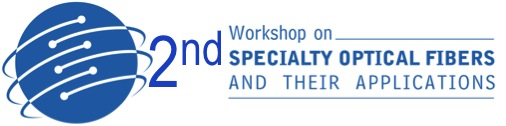 2nd
Workshop on
SPECIALTY OPTICAL FIBERS
AND THEIR APPLICATIONS